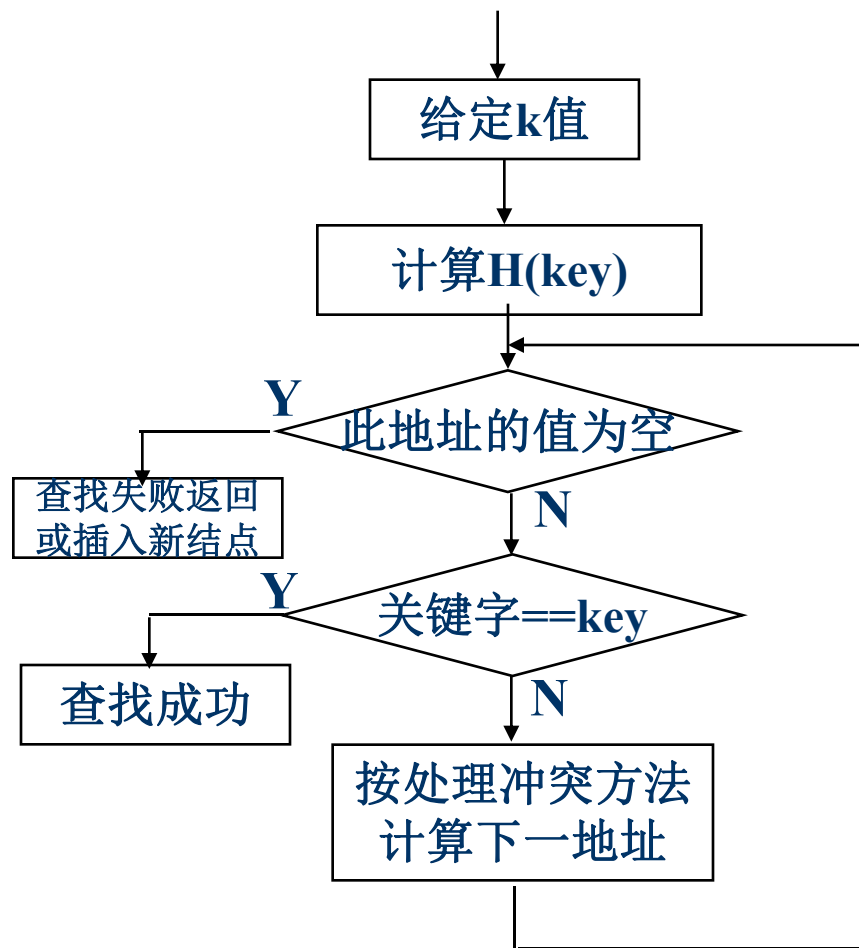 给定k值
计算H(key)
Y
此地址的值为空
查找失败返回
或插入新结点
N
Y
关键字==key
查找成功
N
按处理冲突方法
计算下一地址